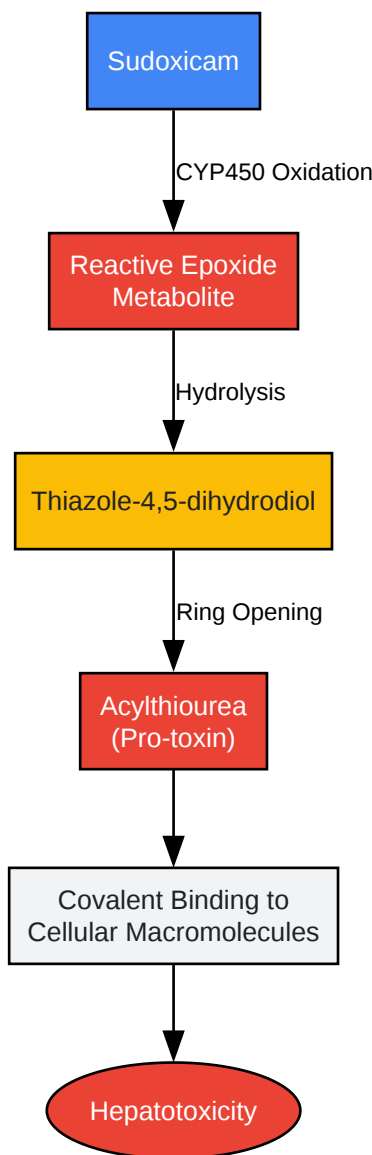 Sudoxicam
CYP450 Oxidation
Reactive Epoxide
Metabolite
Hydrolysis
Thiazole-4,5-dihydrodiol
Ring Opening
Acylthiourea
(Pro-toxin)
Covalent Binding to
Cellular Macromolecules
Hepatotoxicity